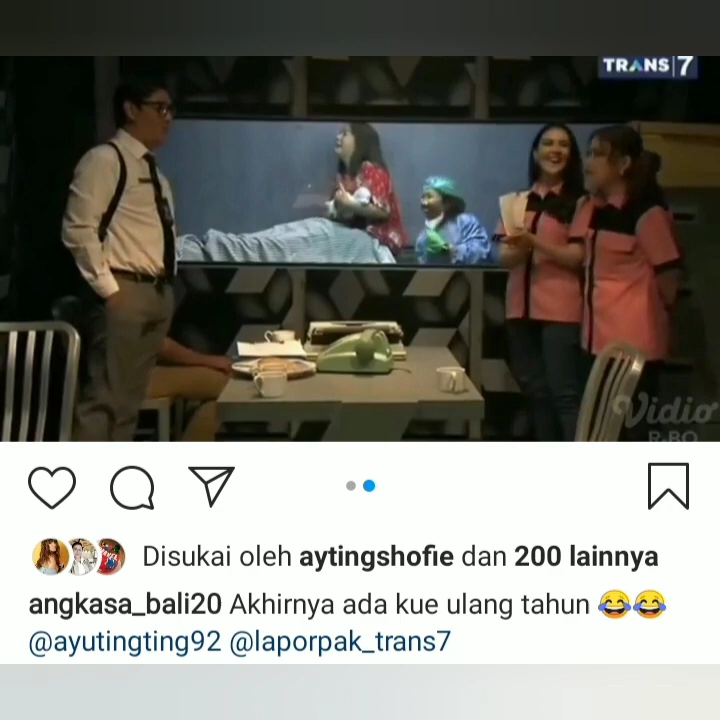 TRANS|7
Vidio
Disukai oleh aytingshofie dan 200 lainnya
angkasa_bali20 Akhirnya ada kue ulang tahun 😂😂
@ayutingting92 @laporpak_trans7